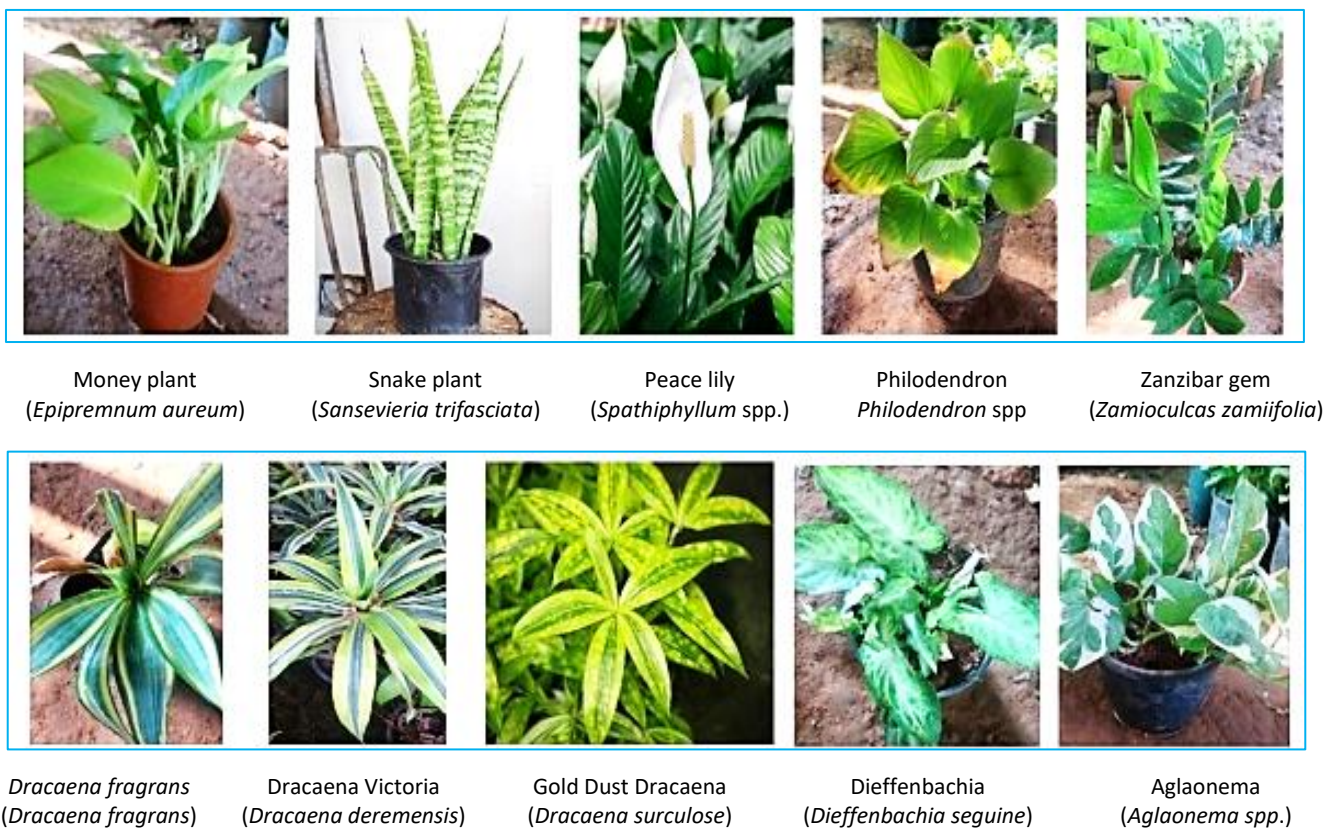 Money plant
(Epipremnum aureum)
Snake plant
(Sansevieria trifasciata)
Peace lily
(Spathiphyllum spp.)
Philodendron
Philodendron spp
Zanzibar gem
(Zamioculcas zamiifolia)
Dracaena fragrans
(Dracaena fragrans)
Dracaena Victoria
(Dracaena deremensis)
Gold Dust Dracaena
(Dracaena surculose)
Dieffenbachia
(Dieffenbachia seguine)
Aglaonema
(Aglaonema spp.)